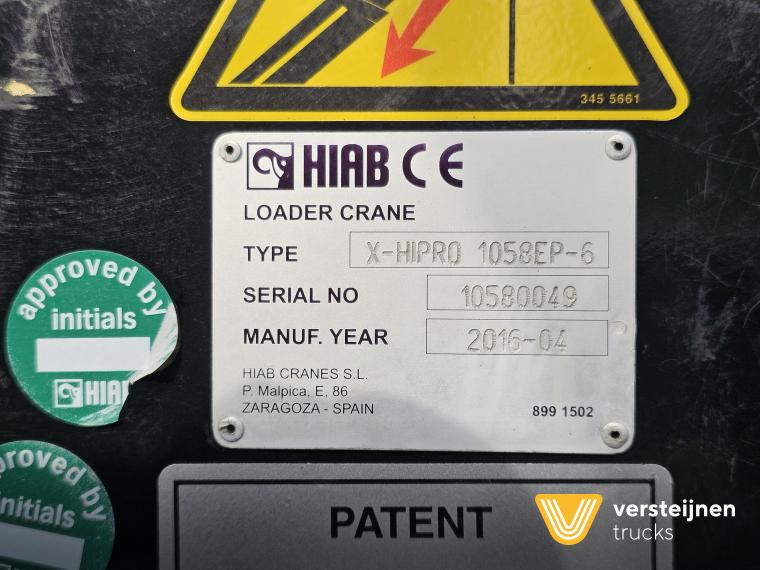 345 5661
HIAB CE
LOADER CRANE
TYPE X-HIPRO 1058EP-6
SERIAL NO 10580049
MANUF. YEAR 2016-04
HIAB CRANES S.L.
P. Malpica, E, 86
ZARAGOZA - SPAIN
899 1502
approved by
initials
HIAB
proved by
initials
PATENT
versteijnen
trucks